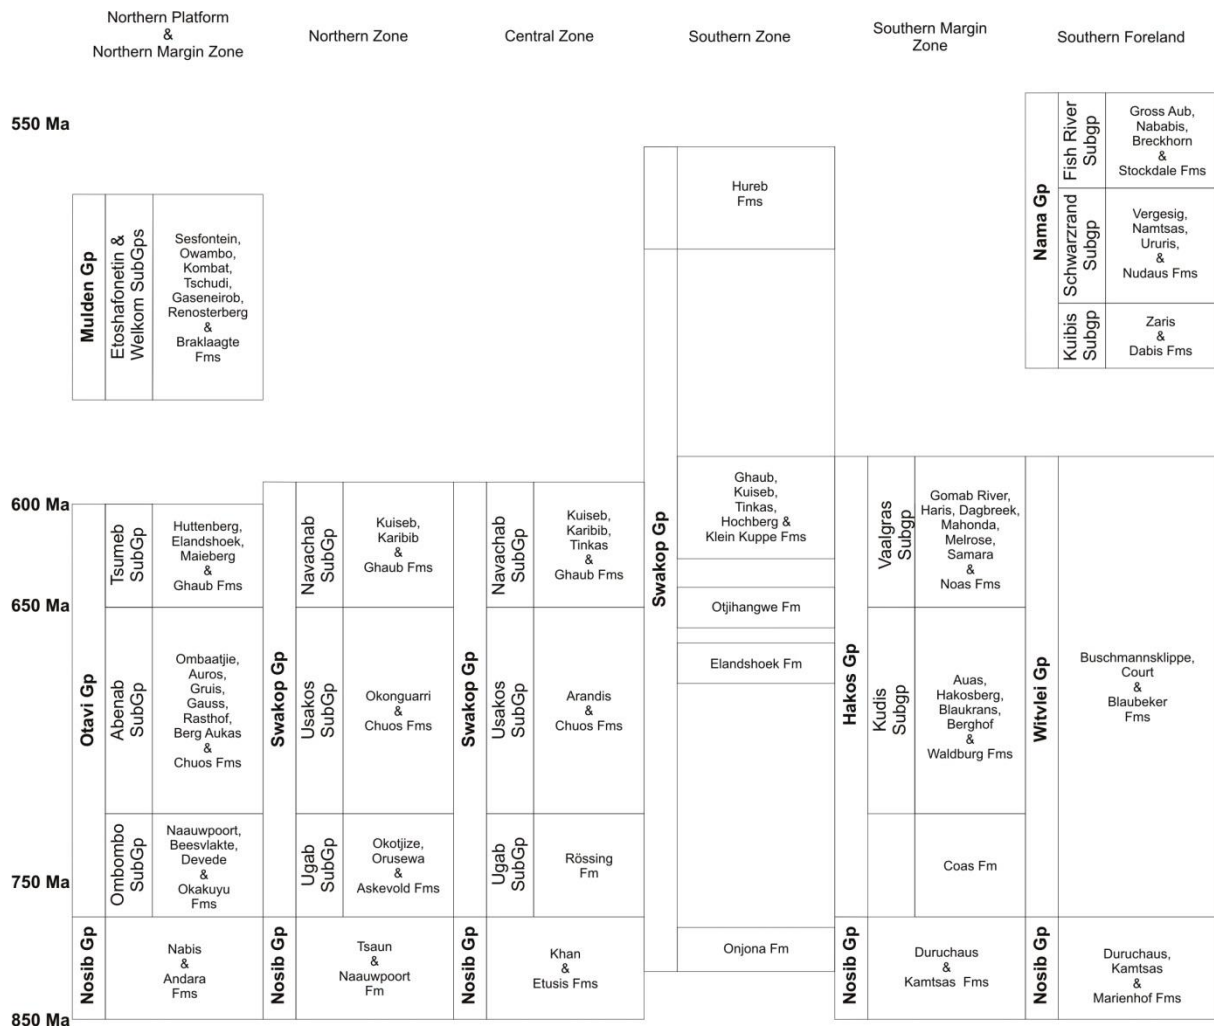 Northern Platform
&
Northern Margin Zone
Northern Zone
Central Zone
Southern Zone
Southern Margin
Zone
Southern Foreland
550 Ma
600 Ma
650 Ma
750 Ma
850 Ma
Mulden Gp
Etoshafonetin &
Welkom SubGps
Sesfontein,
Owambo,
Kombat,
Tschudi,
Gaseneirob,
Renosterberg
&
Braklaagte
Fms
Otavi Gp
Tsumeb
SubGp
Huttenberg,
Elandshoek,
Maieberg
&
Ghaub Fms
Abenab
SubGp
Ombaatjie,
Auros,
Gruis,
Gauss,
Rasthof,
Berg Aukas
&
Chuos Fms
Ombombo
SubGp
Naauwpoort,
Beesvlakte,
Devede
&
Okakuyu
Fms
Nosib Gp
Nabis
&
Andara
Fms
Swakop Gp
Navachab
SubGp
Kuiseb,
Karibib
&
Ghaub Fms
Usakos
SubGp
Okonguarri
&
Chuos Fms
Ugab
SubGp
Okotjize,
Orusewa
&
Askevold Fms
Nosib Gp
Tsaun
&
Naauwpoort
Fm
Swakop Gp
Navachab
SubGp
Kuiseb,
Karibib,
Tinkas
&
Ghaub Fms
Usakos
SubGp
Arandis
&
Chuos Fms
Ugab
SubGp
Rössing
Fm
Nosib Gp
Khan
&
Etusis Fms
Swakop Gp
Hureb
Fms
Ghaub,
Kuiseb,
Tinkas,
Hochberg &
Klein Kuppe Fms
Otjihangwe Fm
Elandshoek Fm
Onjona Fm
Hakos Gp
Vaalgras
Subgp
Gomab River,
Haris, Dagbreek,
Mahonda,
Melrose,
Samara
&
Noas Fms
Kudis
Subgp
Auas,
Hakosberg,
Blaukrans,
Berghof
&
Waldburg Fms
Coas Fm
Nosib Gp
Duruchaus
&
Kamtsas Fms
Nama Gp
Fish River
Subgp
Gross Aub,
Nababis,
Breckhorn
&
Stockdale Fms
Schwarzrand
Subgp
Vergesig,
Namtsas,
Ururis,
&
Nudaus Fms
Kuibis
Subgp
Zaris
&
Dabis Fms
Witvlei Gp
Buschmannsklippe,
Court
&
Blaubeker
Fms
Nosib Gp
Duruchaus,
Kamtsas
&
Marienhof Fms